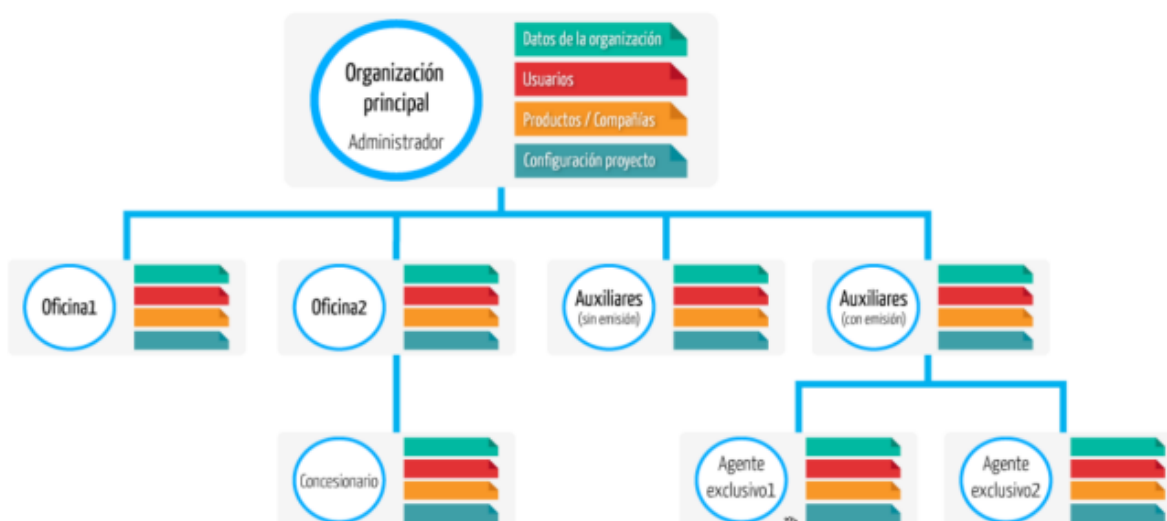 Organización
principal
Administrador
Datos de la organización
Usuarios
Productos / Compañías
Configuración proyecto
Oficina1
Oficina2
Auxiliares
(sin emisión)
Auxiliares
(con emisión)
Concesionario
Agente
exclusivo1
Agente
exclusivo2